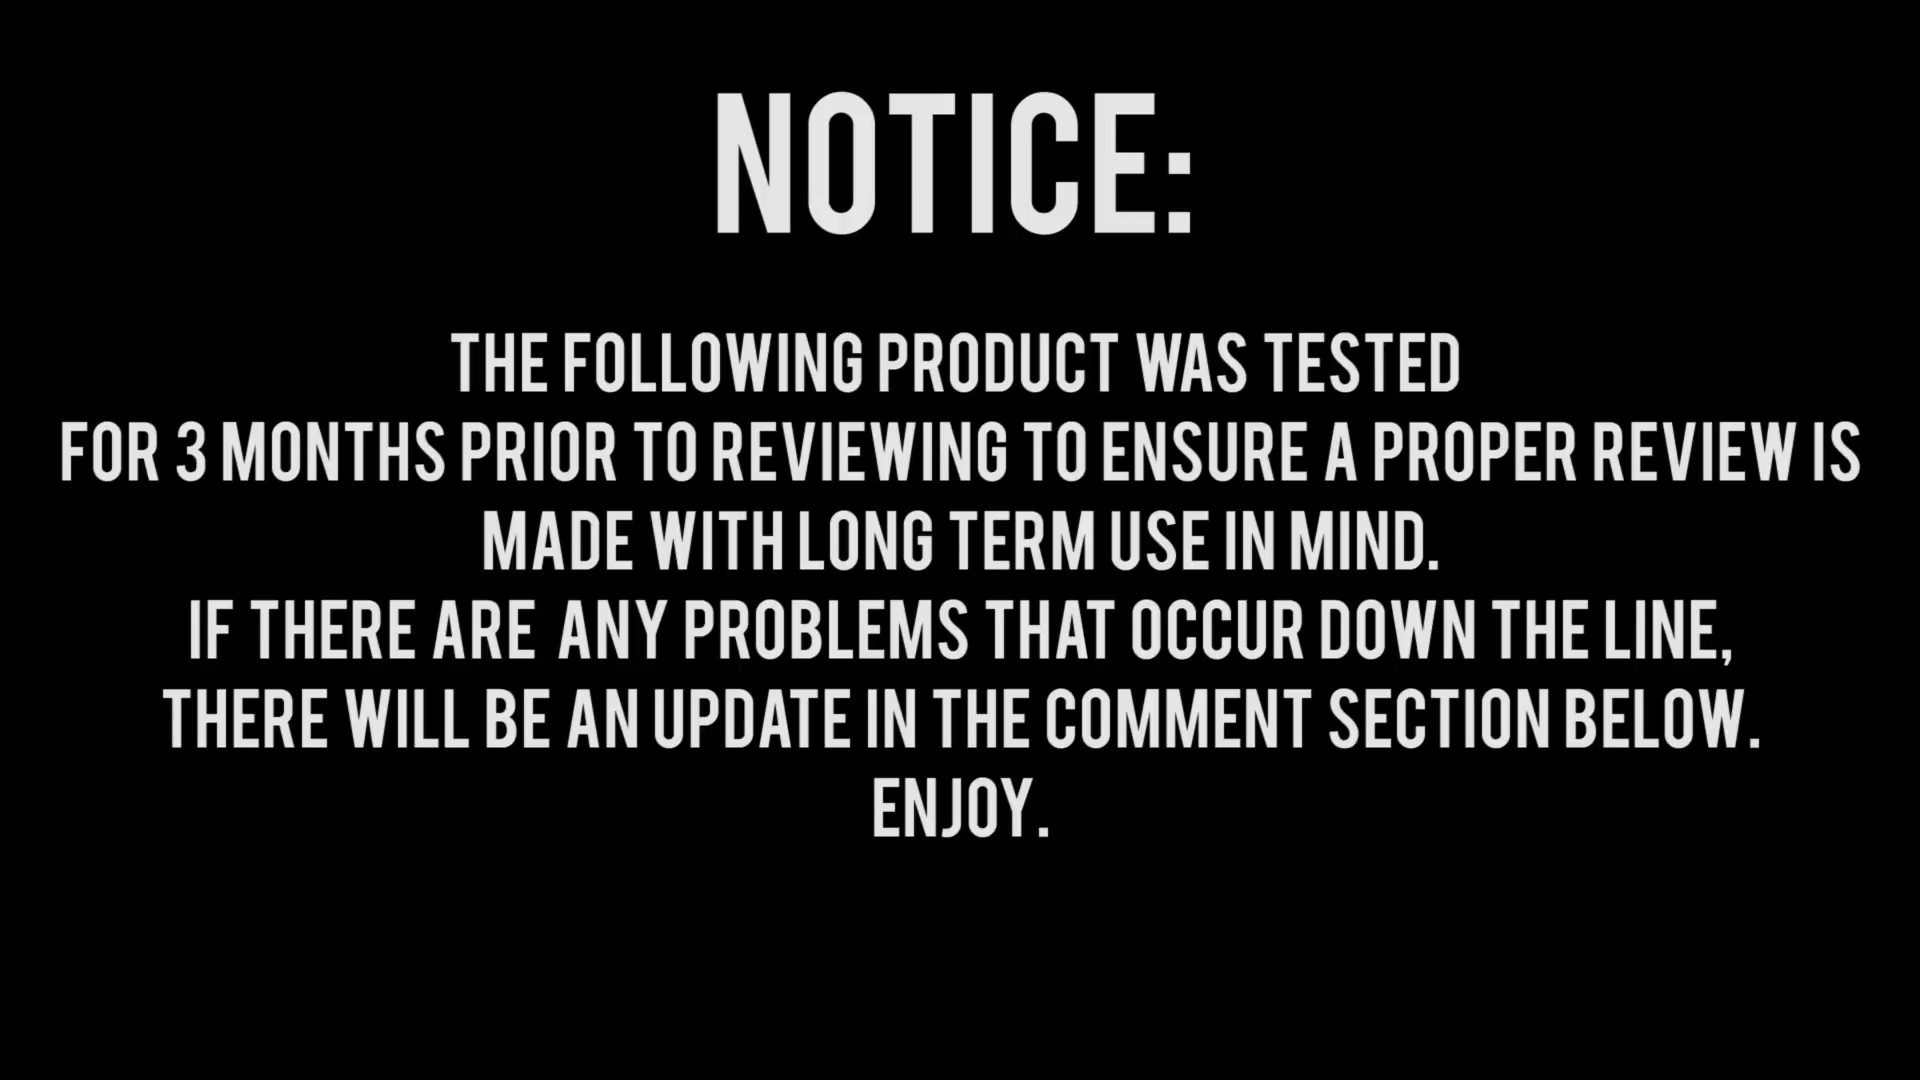 NOTICE:
THE FOLLOWING PRODUCT WAS TESTED
FOR 3 MONTHS PRIOR TO REVIEWING TO ENSURE A PROPER REVIEW IS
MADE WITH LONG TERM USE IN MIND.
IF THERE ARE ANY PROBLEMS THAT OCCUR DOWN THE LINE,
THERE WILL BE AN UPDATE IN THE COMMENT SECTION BELOW.
ENJOY.